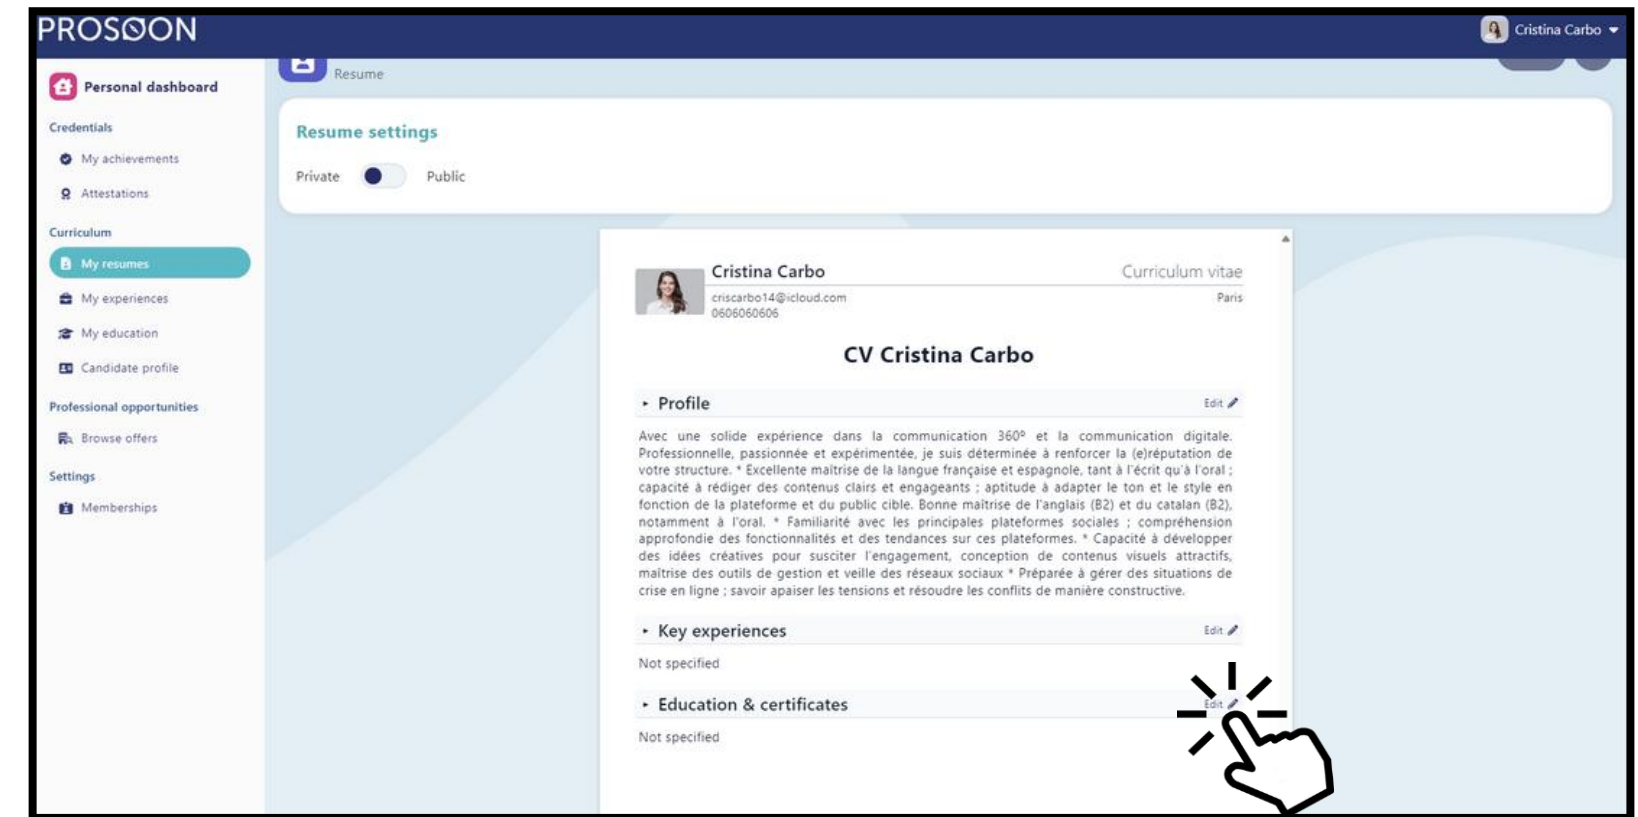 PROSOON
Cristina Carbo
Personal dashboard
Credentials
My achievements
Attestations
Curriculum
My resumes
My experiences
My education
Candidate profile
Professional opportunities
Browse offers
Settings
Memberships
Resume
Resume settings
Private Public
Cristina Carbo Curriculum vitae
criscarbo14@icloud.com Paris
0606060606
CV Cristina Carbo
Profile Edit
Avec une solide expérience dans la communication 360º et la communication digitale.
Professionnelle, passionnée et expérimentée, je suis déterminée à renforcer la (e)réputation de
votre structure. * Excellente maîtrise de la langue française et espagnole, tant à l'écrit qu'à l'oral ;
capacité à rédiger des contenus clairs et engageants ; aptitude à adapter le ton et le style en
fonction de la plateforme et du public cible. Bonne maîtrise de l'anglais (B2) et du catalan (B2),
notamment à l'oral. * Familiarité avec les principales plateformes sociales ; compréhension
approfondie des fonctionnalités et des tendances sur ces plateformes. * Capacité à développer
des idées créatives pour susciter l'engagement, conception de contenus visuels attractifs,
maîtrise des outils de gestion et veille des réseaux sociaux * Préparée à gérer des situations de
crise en ligne ; savoir apaiser les tensions et résoudre les conflits de manière constructive.
Key experiences Edit
Not specified
Education & certificates Edit
Not specified